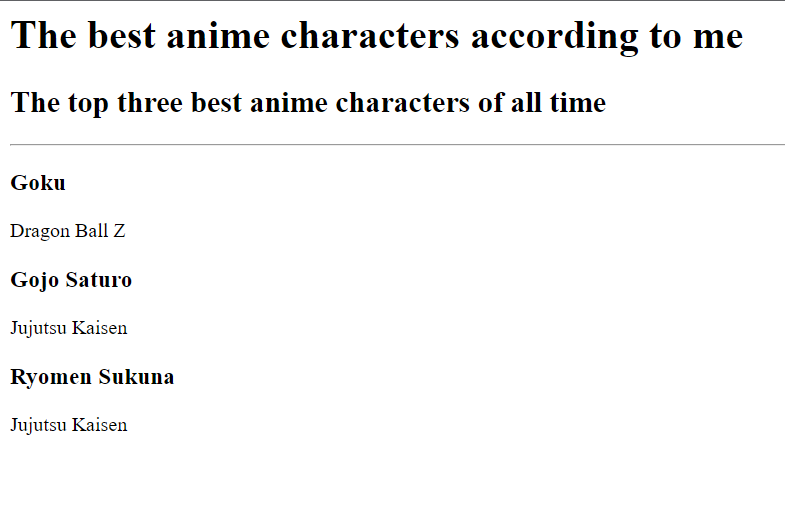 The best anime characters according to me
The top three best anime characters of all time
Goku
Dragon Ball Z
Gojo Saturo
Jujutsu Kaisen
Ryomen Sukuna
Jujutsu Kaisen